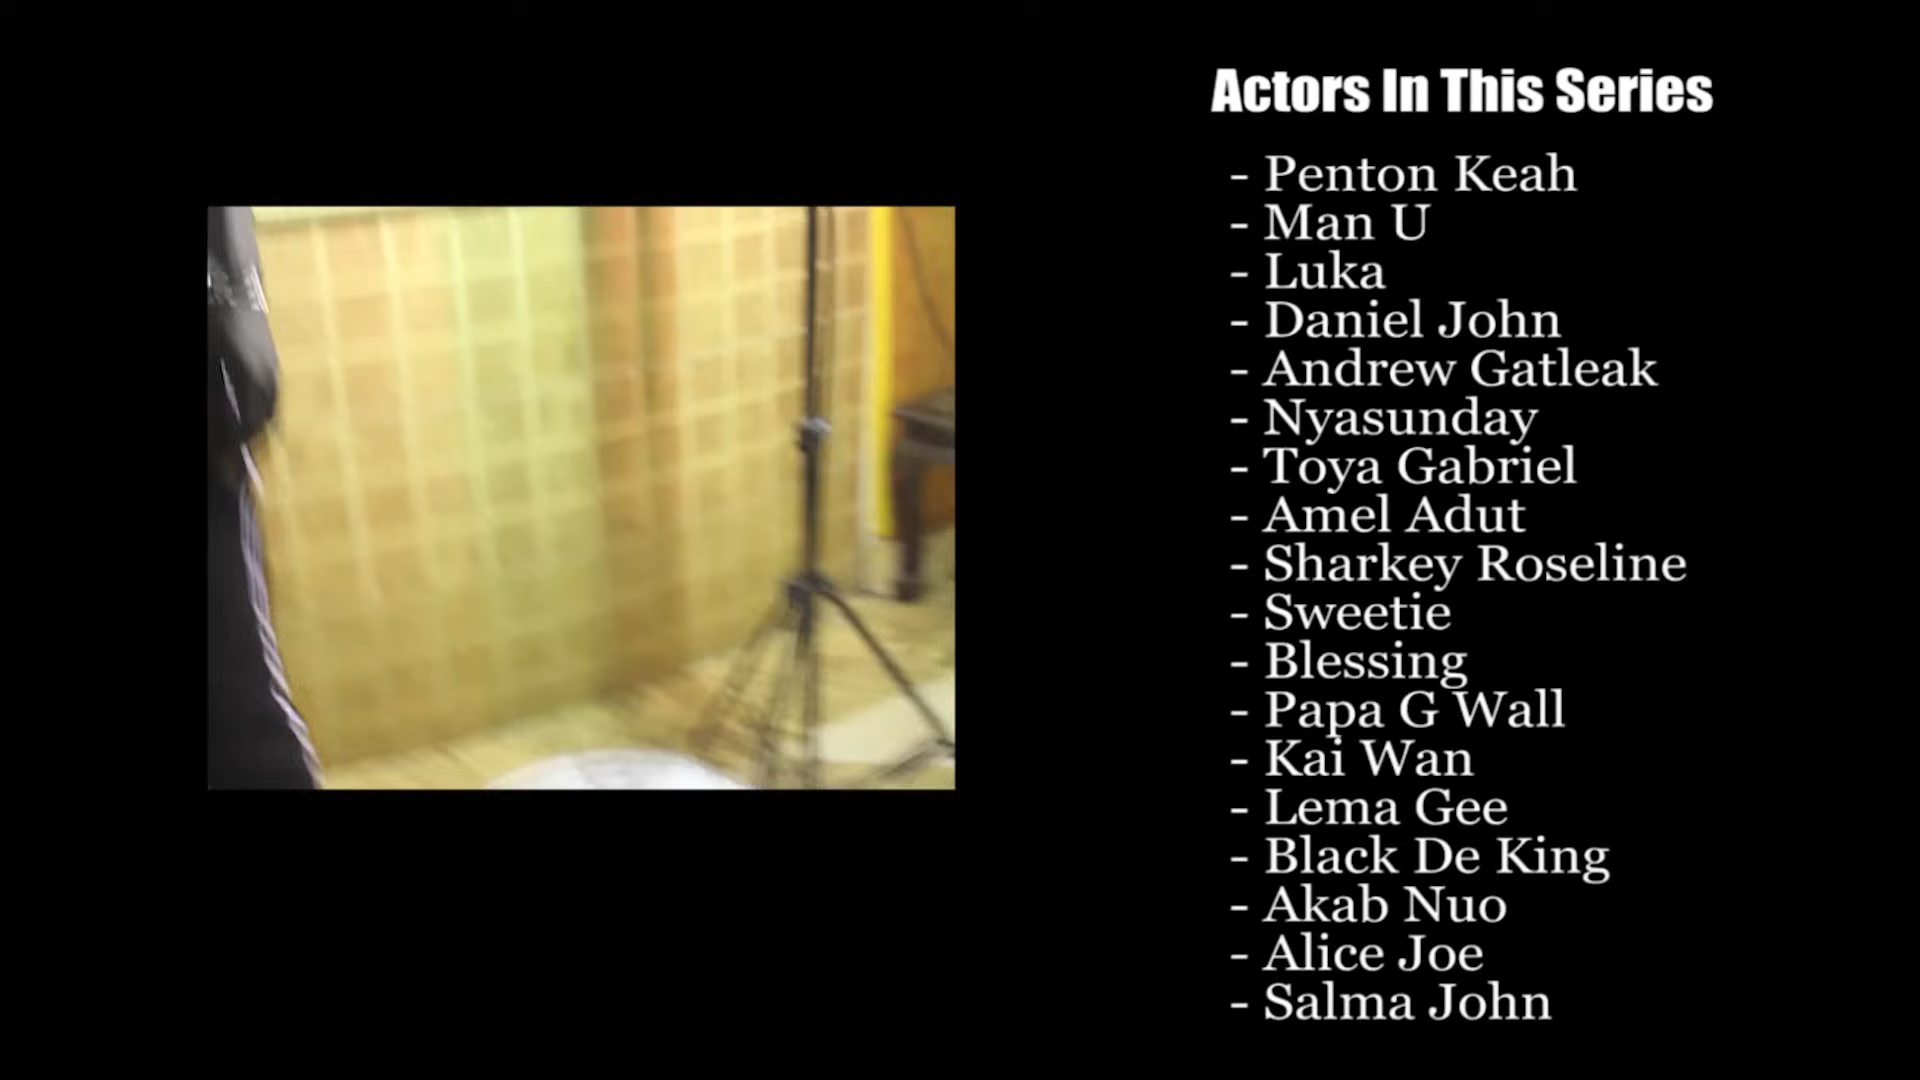 Actors In This Series
- Penton Keah
- Man U
- Luka
- Daniel John
- Andrew Gatleak
- Nyasunday
- Toya Gabriel
- Amel Adut
- Sharkey Roseline
- Sweetie
- Blessing
- Papa G Wall
- Kai Wan
- Lema Gee
- Black De King
- Akab Nuo
- Alice Joe
- Salma John